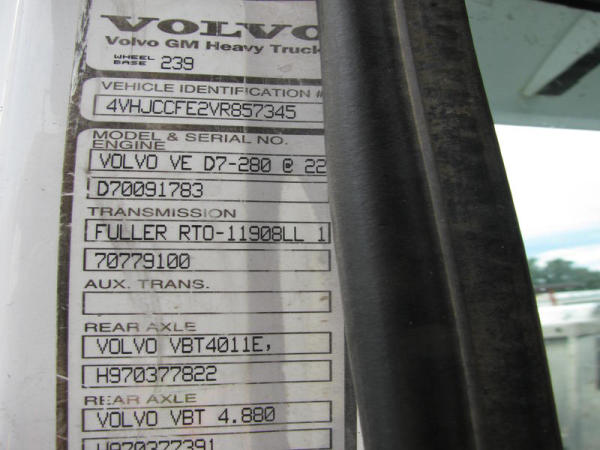 VOLVO
Volvo GM Heavy Truck
WHEEL
BASE 239
VEHICLE IDENTIFICATION #
4VHJCCFE2VR857345
MODEL & SERIAL NO.
ENGINE
VOLVO VE D7-280 @ 22
D70091783
TRANSMISSION
FULLER RTO-11908LL 1
70779100
AUX. TRANS.
REAR AXLE
VOLVO VBT4011E,
H970377822
REAR AXLE
VOLVO VBT 4.880
H970377391